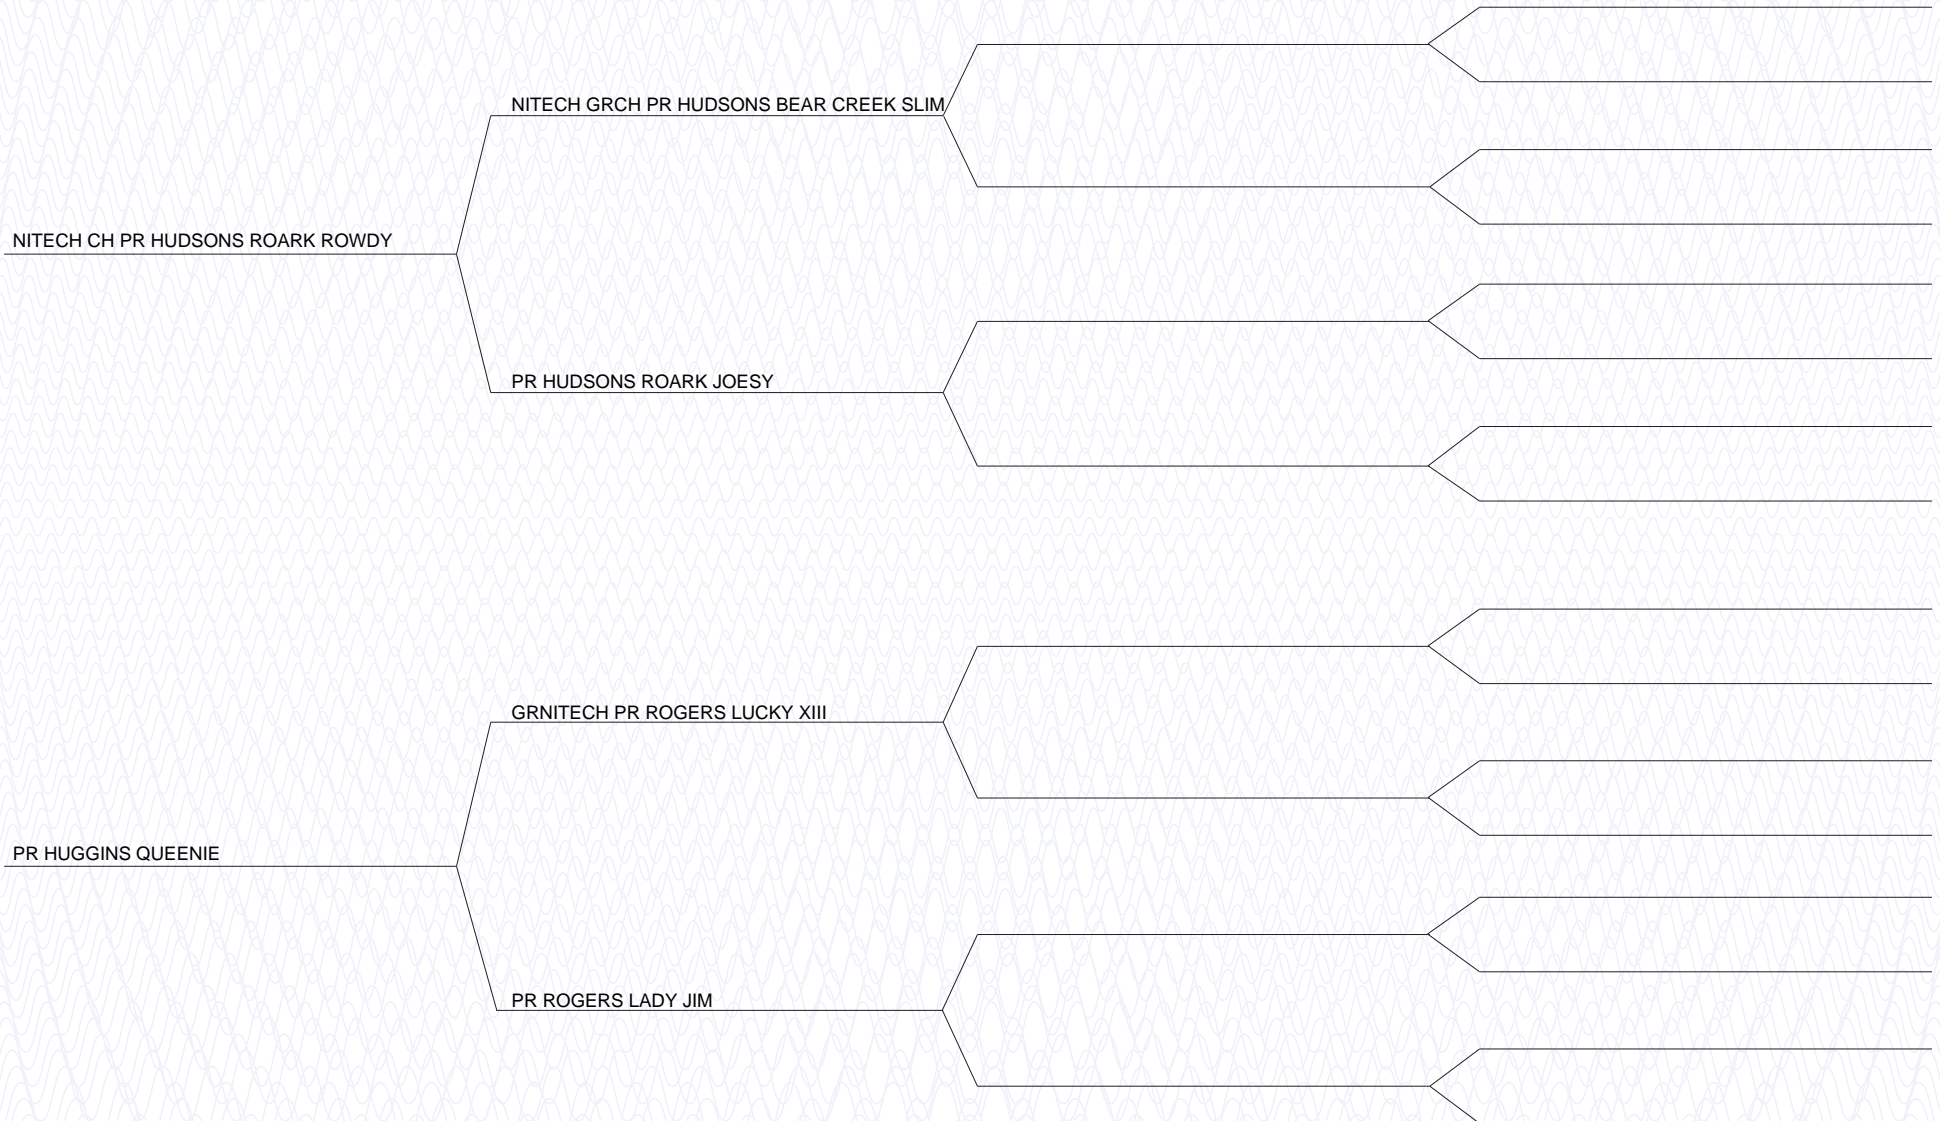 NITECH GRCH PR HUDSONS BEAR CREEK SLIM
NITECH CH PR HUDSONS ROARK ROWDY
PR HUDSONS ROARK JOESY
GRNITECH PR ROGERS LUCKY XIII
PR HUGGINS QUEENIE
PR ROGERS LADY JIM